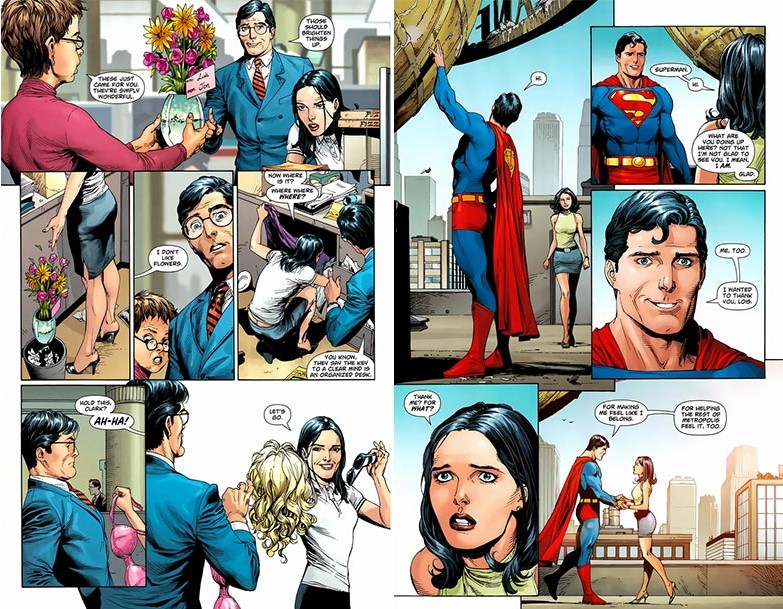 THESE JUST
CAME FOR YOU.
THEY'RE SIMPLY
WONDERFUL.
THOSE
SHOULD
BRIGHTEN
THINGS
UP.
Lois
Jim
I DON'T
LIKE
FLOWERS.
NOW WHERE
IS IT?
WHERE WHERE
WHERE?
YOU KNOW,
THEY SAY THE KEY
TO A CLEAR MIND IS
AN ORGANIZED DESK.
HOLD THIS,
CLARK?
AH-HA!
LET'S
GO.
HI.
SUPERMAN.
HI.
WHAT ARE
YOU DOING UP
HERE? NOT THAT
I'M NOT GLAD TO
SEE YOU. I MEAN,
I AM.
GLAD.
ME, TOO.
I WANTED
TO THANK
YOU, LOIS.
THANK
ME? FOR
WHAT?
FOR MAKING
ME FEEL LIKE I
BELONG.
FOR HELPING
THE REST OF
METROPOLIS
FEEL IT, TOO.